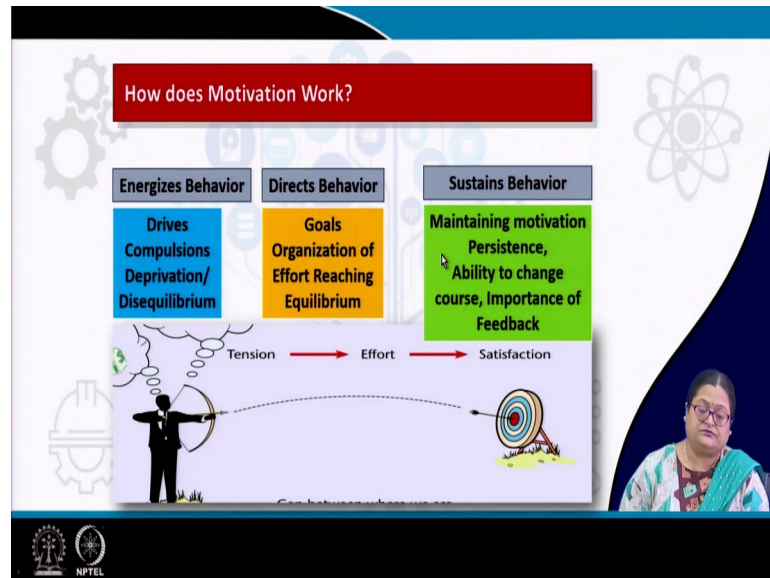 How does Motivation Work?
Energizes Behavior
Drives
Compulsions
Deprivation/
Disequilibrium
Directs Behavior
Goals
Organization of
Effort Reaching
Equilibrium
Sustains Behavior
Maintaining motivation
Persistence,
Ability to change
course, Importance of
Feedback
Tension Effort Satisfaction
NPTEL